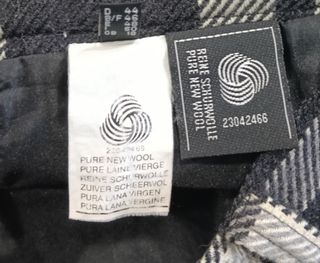 REINE SCHURWOLLE
PURE NEW WOOL
23042466
23042466
PURE NEW WOOL
PURE LAINE VIERGE
REINE SCHURWOLLE
ZUIVER SCHEERWOL
PURA LANA VIRGEN
PURA LANA VERGINE